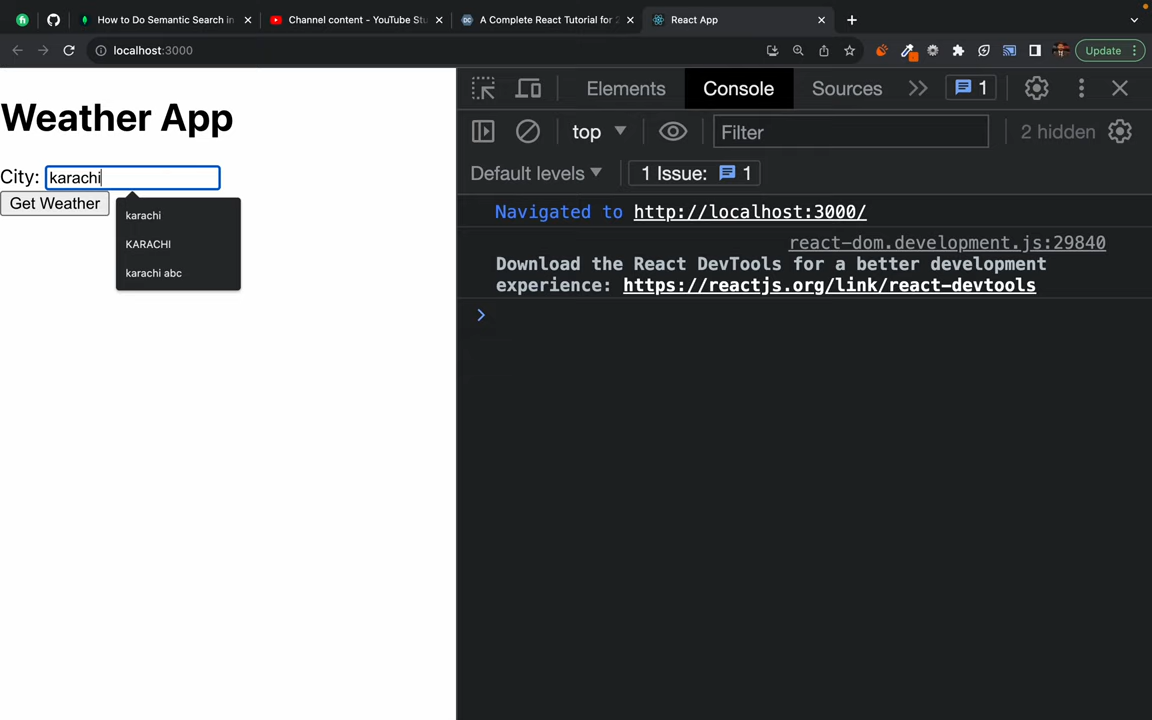 How to Do Semantic Search in
Channel content - YouTube Stu
A Complete React Tutorial for 2
React App
localhost:3000
Update
Weather App
City: karachi
Get Weather
karachi
KARACHI
karachi abc
Elements Console Sources 1
top Filter 2 hidden
Default levels 1 Issue: 1
Navigated to http://localhost:3000/
react-dom.development.js:29840
Download the React DevTools for a better development
experience: https://reactjs.org/link/react-devtools